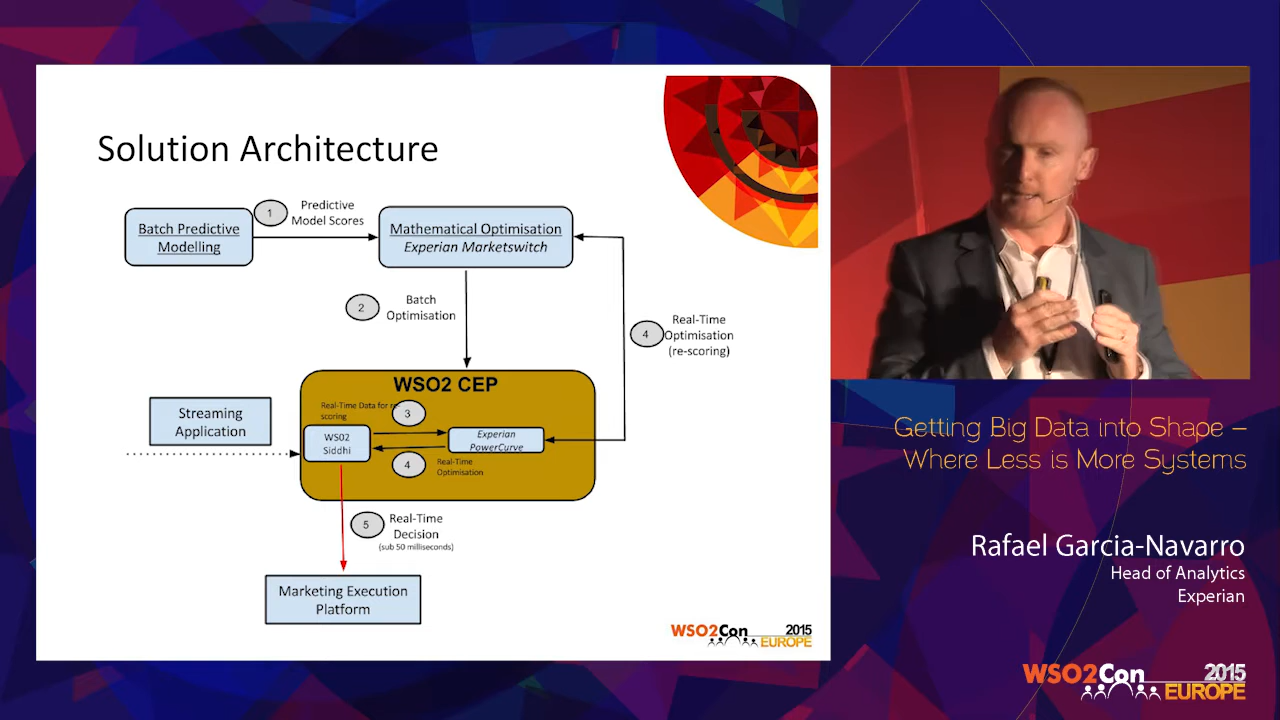 Solution Architecture
Batch Predictive
Modelling
1
Predictive
Model Scores
Mathematical Optimisation
Experian Marketswitch
2
Batch
Optimisation
4
Real-Time
Optimisation
(re-scoring)
WSO2 CEP
Real-Time Data for re-
scoring
3
Streaming
Application
WSO2
Siddhi
Experian
PowerCurve
4
Real-Time
Optimisation
5
Real-Time
Decision
(sub 50 milliseconds)
Marketing Execution
Platform
WSO2Con 2015
EUROPE
Getting Big Data into Shape –
Where Less is More Systems
Rafael Garcia-Navarro
Head of Analytics
Experian
WSO2Con 2015
EUROPE